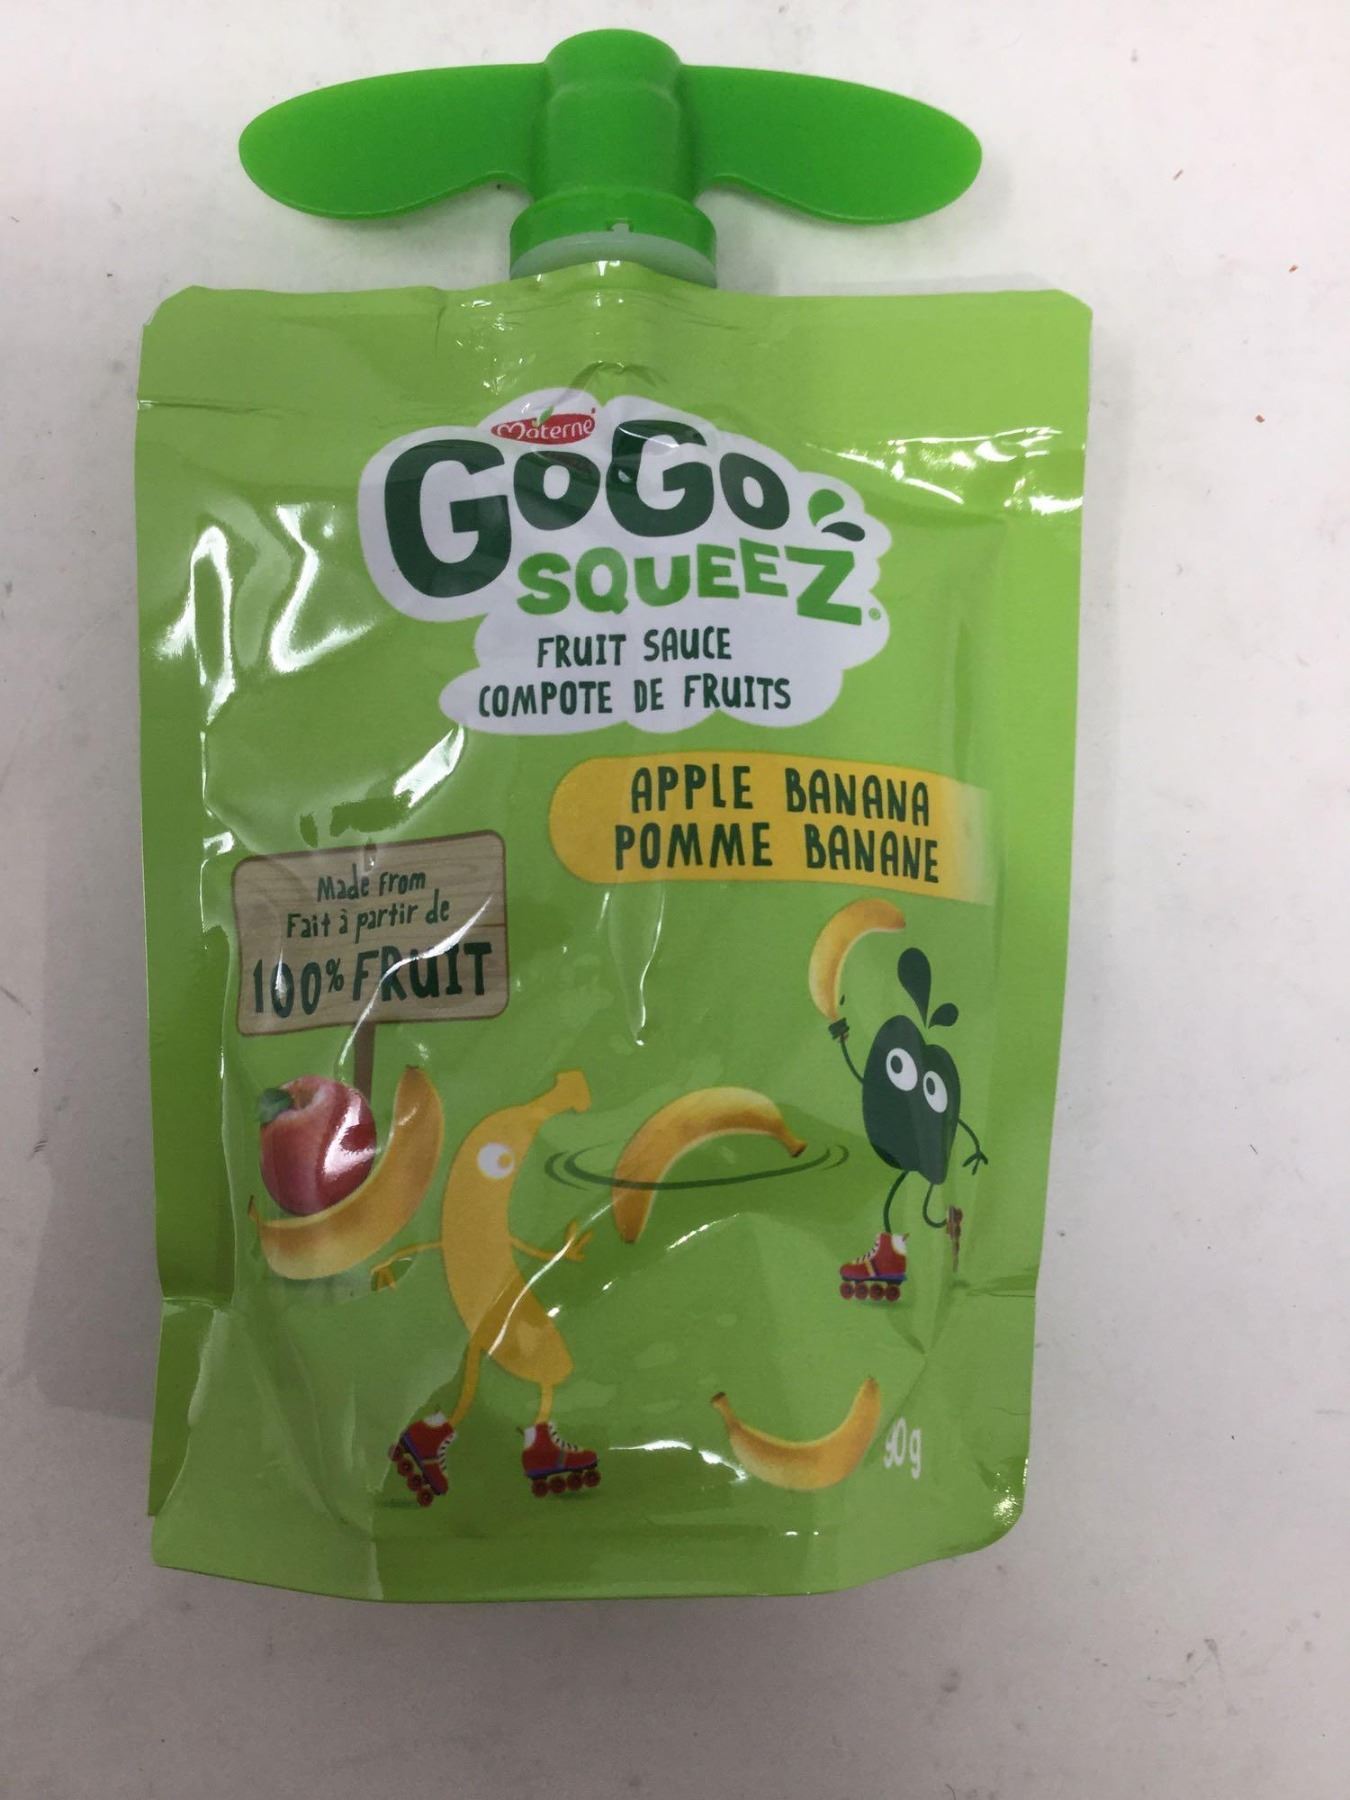 Materne
GoGo
SQUEEZ®
FRUIT SAUCE
COMPOTE DE FRUITS
APPLE BANANA
POMME BANANE
Made from
Fait à partir de
100% FRUIT
90g